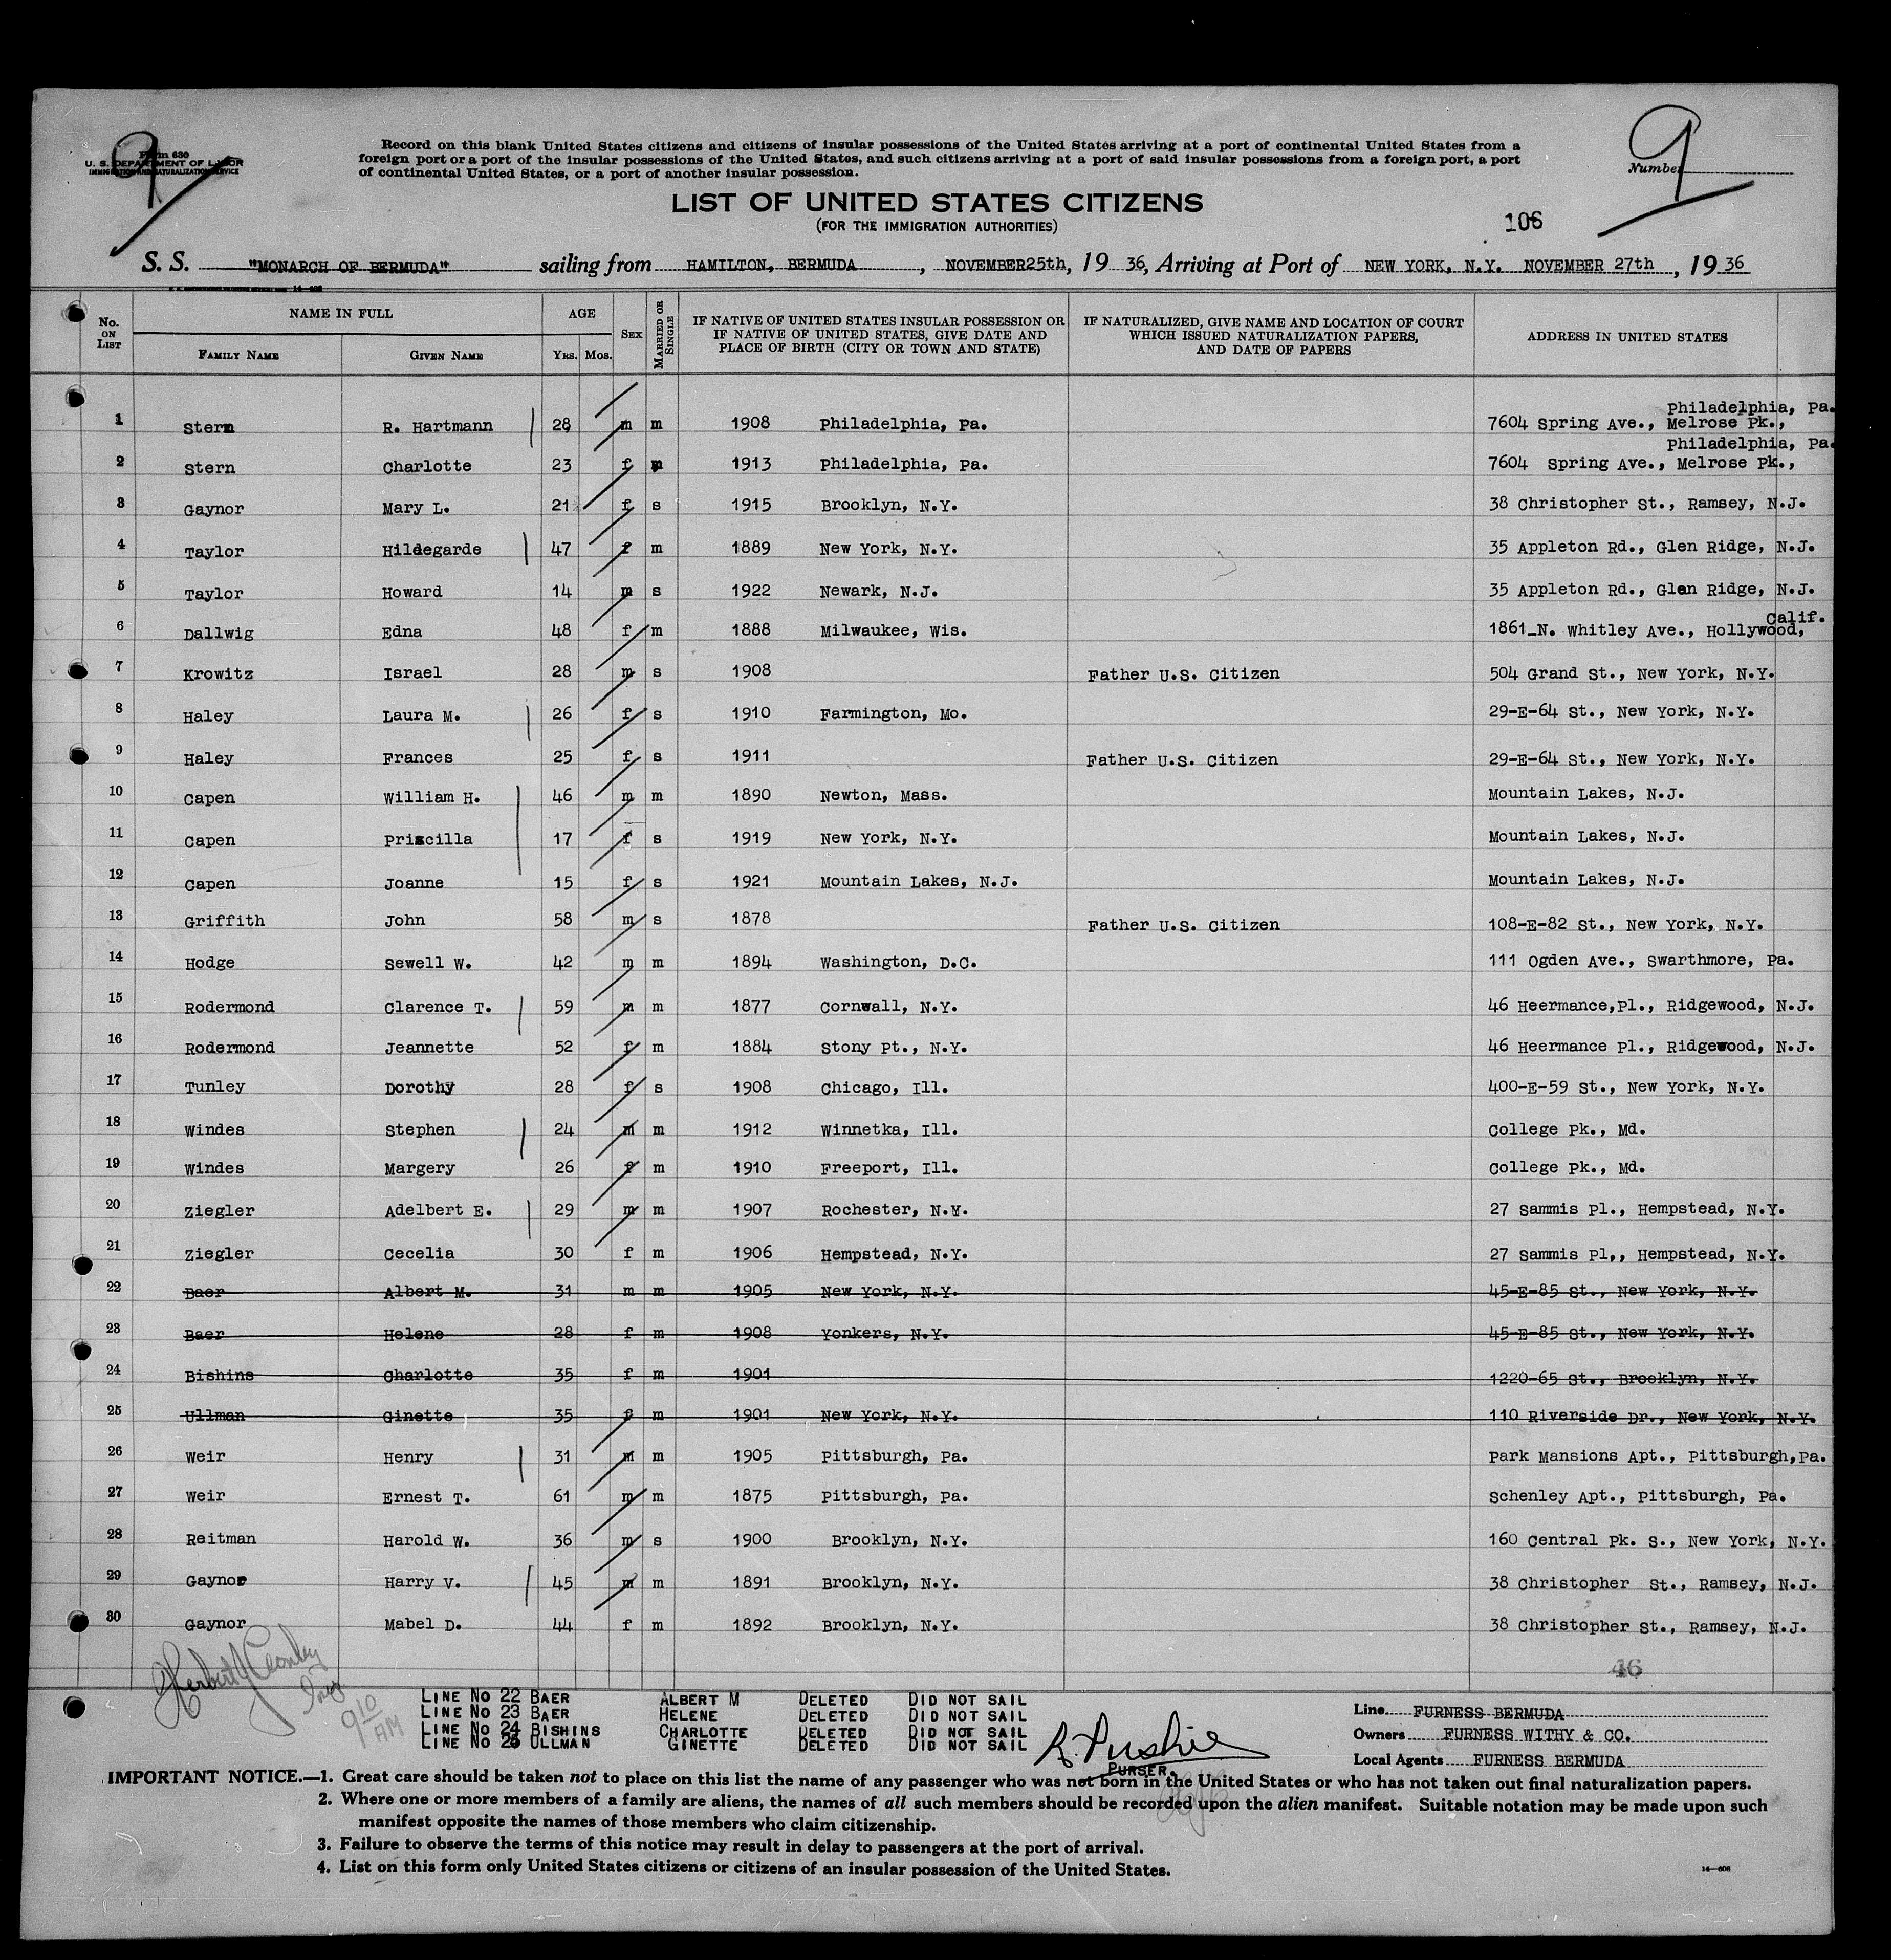 Form 630
U. S. DEPARTMENT OF LABOR
IMMIGRATION AND NATURALIZATION SERVICE
9
Record on this blank United States citizens and citizens of insular possessions of the United States arriving at a port of continental United States from a
foreign port or a port of the insular possessions of the United States, and such citizens arriving at a port of said insular possessions from a foreign port, a port
of continental United States, or a port of another insular possession.
Number 9
LIST OF UNITED STATES CITIZENS
(FOR THE IMMIGRATION AUTHORITIES)
106
S. S. "MONARCH OF BERMUDA" sailing from HAMILTON, BERMUDA, NOVEMBER25th, 19 36, Arriving at Port of NEW YORK, N.Y. NOVEMBER 27th, 19 36
No. ON LIST NAME IN FULL FAMILY NAME GIVEN NAME AGE YRS. MOS. SEX MARRIED OR SINGLE IF NATIVE OF UNITED STATES INSULAR POSSESSION OR IF NATIVE OF UNITED STATES, GIVE DATE AND PLACE OF BIRTH (CITY OR TOWN AND STATE) IF NATURALIZED, GIVE NAME AND LOCATION OF COURT WHICH ISSUED NATURALIZATION PAPERS, AND DATE OF PAPERS ADDRESS IN UNITED STATES
Philadelphia, Pa.
1 Stern R. Hartmann 28 m m 1908 Philadelphia, Pa. 7604 Spring Ave., Melrose Pk.,
Philadelphia, Pa.
2 Stern Charlotte 23 f m 1913 Philadelphia, Pa. 7604 Spring Ave., Melrose Pk.,
3 Gaynor Mary L. 21 f s 1915 Brooklyn, N.Y. 38 Christopher St., Ramsey, N.J.
4 Taylor Hildegarde 47 f m 1889 New York, N.Y. 35 Appleton Rd., Glen Ridge, N.J.
5 Taylor Howard 14 m s 1922 Newark, N.J. 35 Appleton Rd., Glen Ridge, N.J.
Calif.
6 Dallwig Edna 48 f m 1888 Milwaukee, Wis. 1861-N. Whitley Ave., Hollywood,
7 Krowitz Israel 28 m s 1908 Father U.S. Citizen 504 Grand St., New York, N.Y.
8 Haley Laura M. 26 f s 1910 Farmington, Mo. 29-E-64 St., New York, N.Y.
9 Haley Frances 25 f s 1911 Father U.S. Citizen 29-E-64 St., New York, N.Y.
10 Capen William H. 46 m m 1890 Newton, Mass. Mountain Lakes, N.J.
11 Capen Priscilla 17 f s 1919 New York, N.Y. Mountain Lakes, N.J.
12 Capen Joanne 15 f s 1921 Mountain Lakes, N.J. Mountain Lakes, N.J.
13 Griffith John 58 m s 1878 Father U.S. Citizen 108-E-82 St., New York, N.Y.
14 Hodge Sewell W. 42 m m 1894 Washington, D.C. 111 Ogden Ave., Swarthmore, Pa.
15 Rodermond Clarence T. 59 m m 1877 Cornwall, N.Y. 46 Heermance,Pl., Ridgewood, N.J.
16 Rodermond Jeannette 52 f m 1884 Stony Pt., N.Y. 46 Heermance Pl., Ridgewood, N.J.
17 Tunley Dorothy 28 f s 1908 Chicago, Ill. 400-E-59 St., New York, N.Y.
18 Windes Stephen 24 m m 1912 Winnetka, Ill. College Pk., Md.
19 Windes Margery 26 f m 1910 Freeport, Ill. College Pk., Md.
20 Ziegler Adelbert E. 29 m m 1907 Rochester, N.Y. 27 Sammis Pl., Hempstead, N.Y.
21 Ziegler Cecelia 30 f m 1906 Hempstead, N.Y. 27 Sammis Pl,, Hempstead, N.Y.
22 Baer Albert M. 31 m m 1905 New York, N.Y. 45-E-85 St., New York, N.Y.
23 Baer Helene 28 f m 1908 Yonkers, N.Y. 45-E-85 St., New York, N.Y.
24 Bishins Charlotte 35 f m 1901 1220-65 St., Brooklyn, N.Y.
25 Ullman Ginette 35 f m 1901 New York, N.Y. 110 Riverside Dr., New York, N.Y.
26 Weir Henry 31 m m 1905 Pittsburgh, Pa. Park Mansions Apt., Pittsburgh,Pa.
27 Weir Ernest T. 61 m m 1875 Pittsburgh, Pa. Schenley Apt., Pittsburgh, Pa.
28 Reitman Harold W. 36 m s 1900 Brooklyn, N.Y. 160 Central Pk. S., New York, N.Y.
29 Gaynor Harry V. 45 m m 1891 Brooklyn, N.Y. 38 Christopher St., Ramsey, N.J.
30 Gaynor Mabel D. 44 f m 1892 Brooklyn, N.Y. 38 Christopher St., Ramsey, N.J.
46
9 10 AM
LINE NO 22 BAER ALBERT M DELETED DID NOT SAIL
LINE NO 23 BAER HELENE DELETED DID NOT SAIL
LINE NO 24 BISHINS CHARLOTTE DELETED DID NOT SAIL
LINE NO 25 ULLMAN GINETTE DELETED DID NOT SAIL
PURSER.
Line FURNESS BERMUDA
Owners FURNESS WITHY & CO.
Local Agents FURNESS BERMUDA
IMPORTANT NOTICE.—1. Great care should be taken not to place on this list the name of any passenger who was not born in the United States or who has not taken out final naturalization papers.
2. Where one or more members of a family are aliens, the names of all such members should be recorded upon the alien manifest. Suitable notation may be made upon such
manifest opposite the names of those members who claim citizenship.
3. Failure to observe the terms of this notice may result in delay to passengers at the port of arrival.
4. List on this form only United States citizens or citizens of an insular possession of the United States.